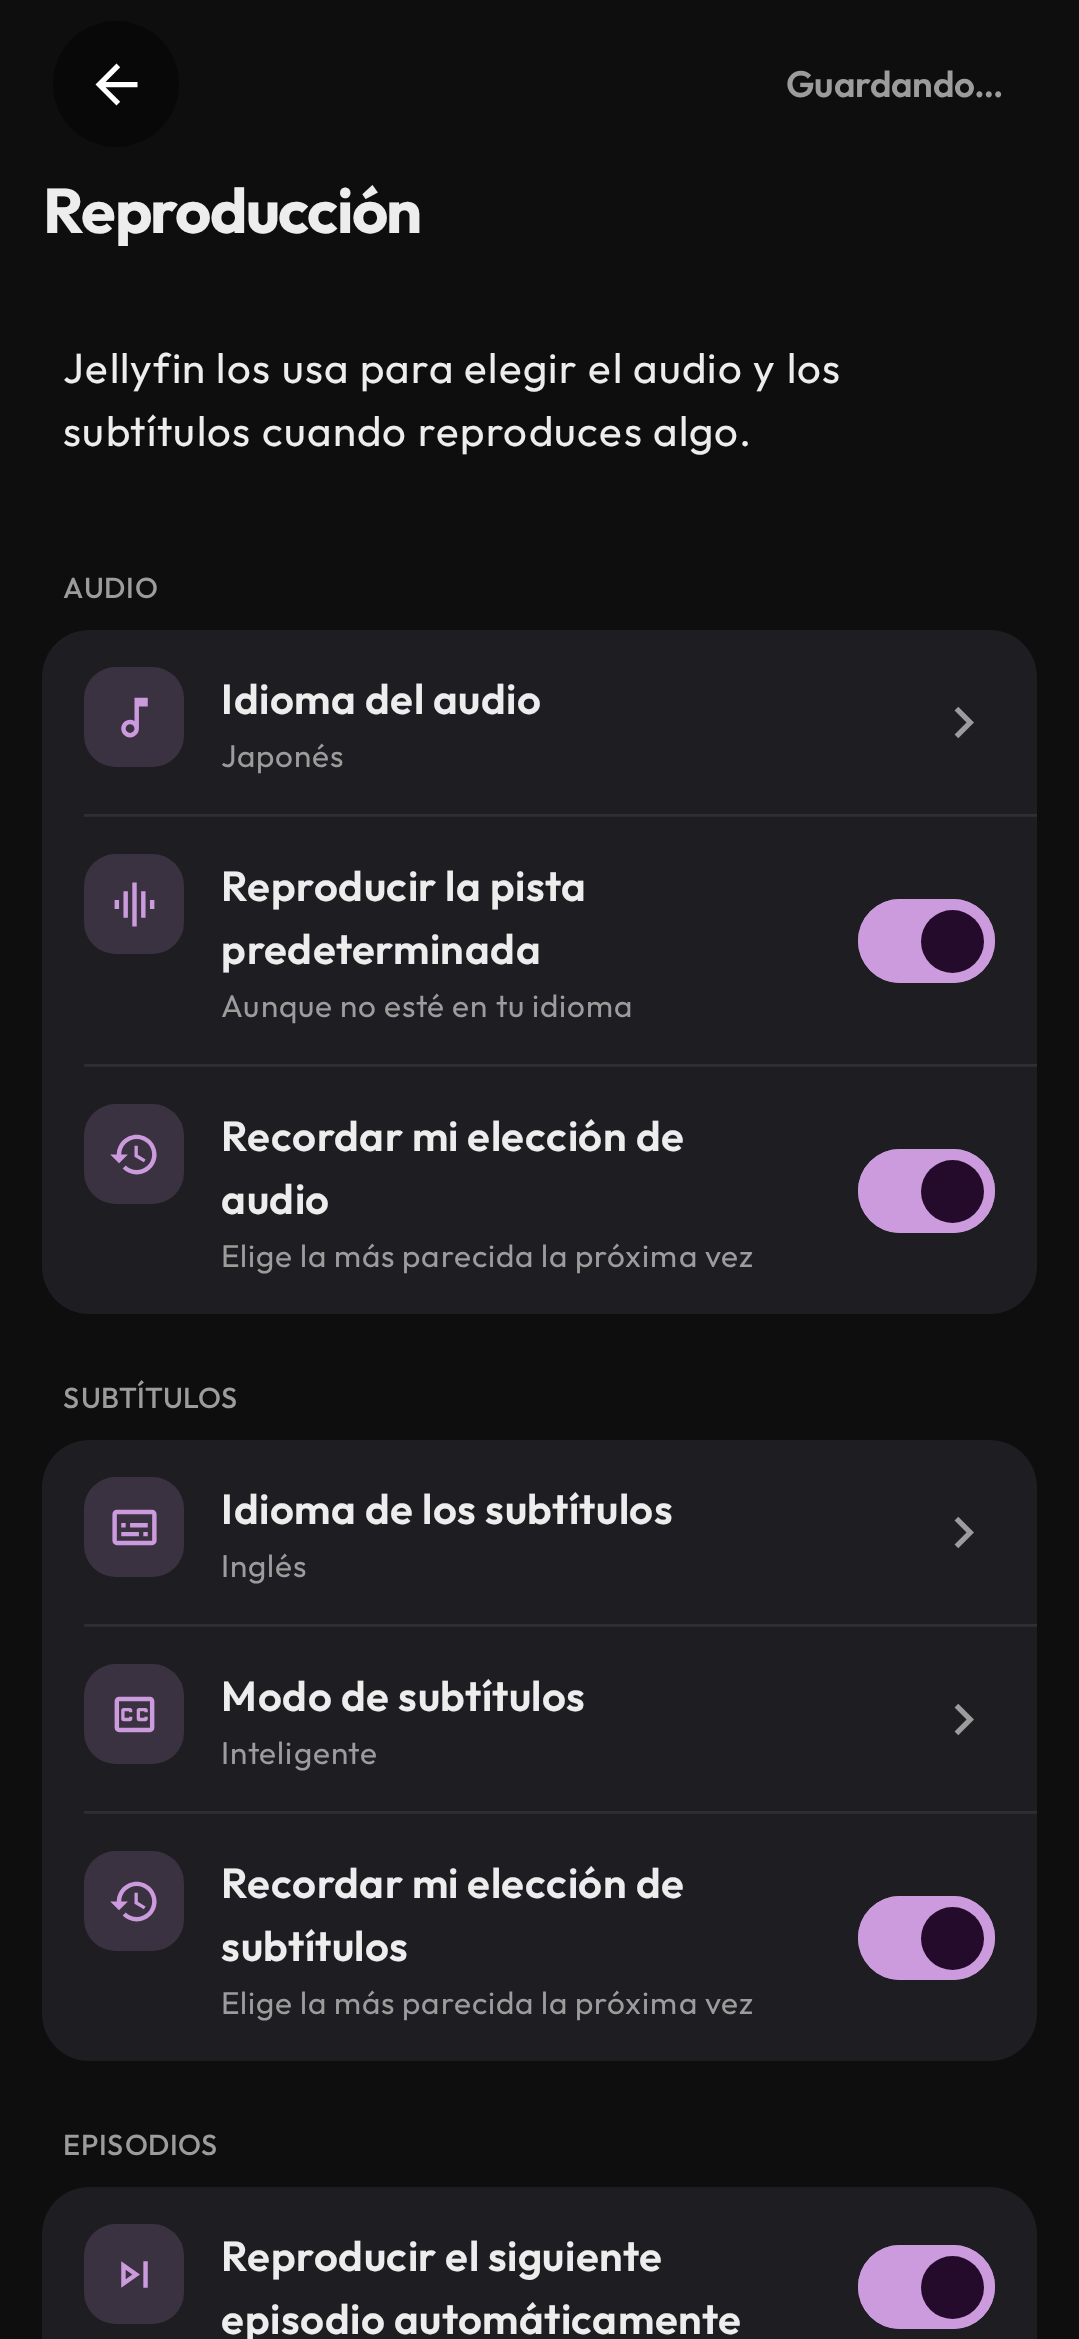 Guardando...
Reproducción
Jellyfin los usa para elegir el audio y los
subtítulos cuando reproduces algo.
AUDIO
Idioma del audio
Japonés
Reproducir la pista
predeterminada
Aunque no esté en tu idioma
Recordar mi elección de
audio
Elige la más parecida la próxima vez
SUBTÍTULOS
Idioma de los subtítulos
Inglés
CC
Modo de subtítulos
Inteligente
Recordar mi elección de
subtítulos
Elige la más parecida la próxima vez
EPISODIOS
Reproducir el siguiente
episodio automáticamente